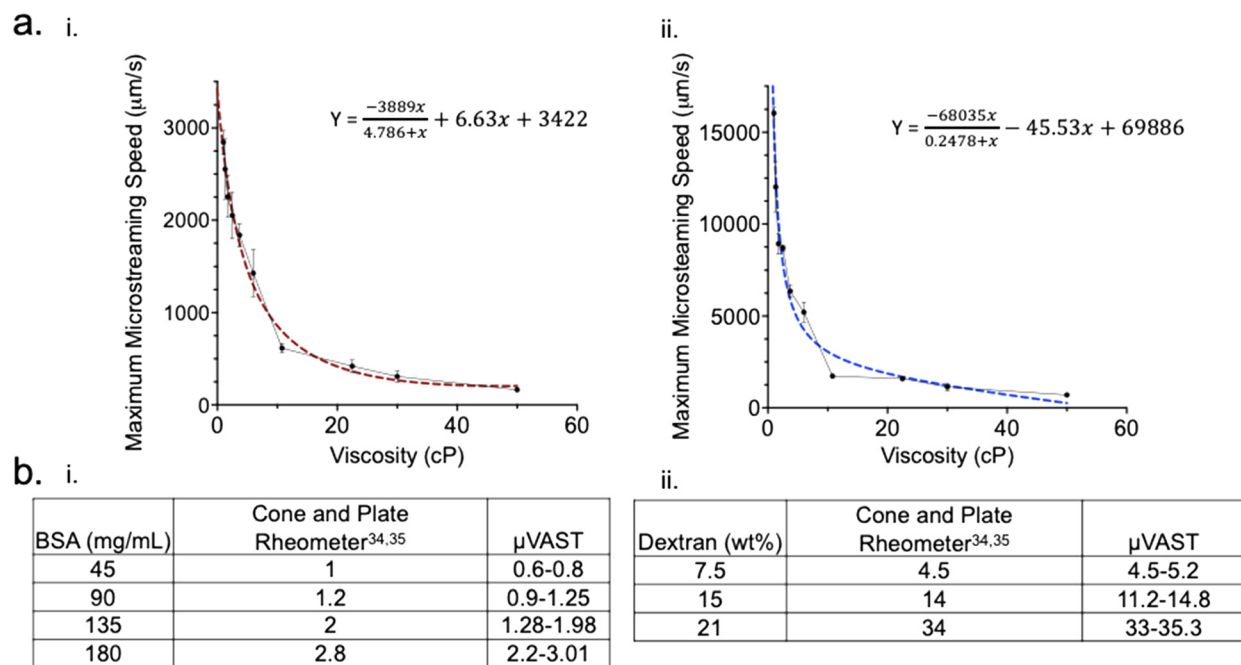 a. i.
ii.
Maximum Microstreaming Speed (μm/s)
3000
2000
1000
0
0 20 40 60
Viscosity (cP)
Y = −3889x / 4.786+x + 6.63x + 3422
Maximum Microsteaming Speed (μm/s)
15000
10000
5000
0
0 20 40 60
Viscosity (cP)
Y = −68035x / 0.2478+x − 45.53x + 69886
b. i.
BSA (mg/mL) Cone and Plate Rheometer34,35 μVAST
45 1 0.6-0.8
90 1.2 0.9-1.25
135 2 1.28-1.98
180 2.8 2.2-3.01
ii.
Dextran (wt%) Cone and Plate Rheometer34,35 μVAST
7.5 4.5 4.5-5.2
15 14 11.2-14.8
21 34 33-35.3